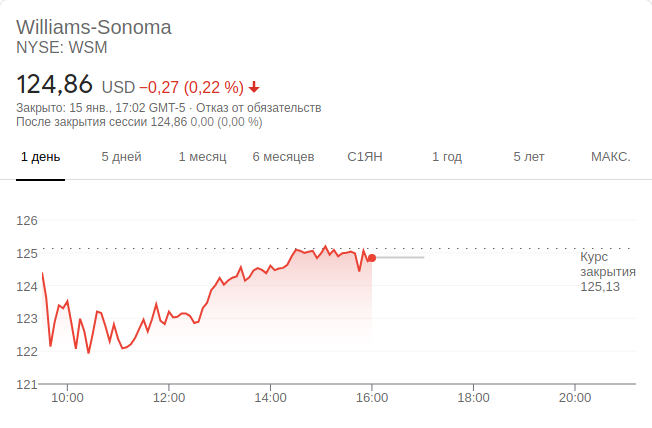 Williams-Sonoma
NYSE: WSM
124,86 USD −0,27 (0,22 %)
Закрыто: 15 янв., 17:02 GMT-5 · Отказ от обязательств
После закрытия сессии 124,86 0,00 (0,00 %)
1 день 5 дней 1 месяц 6 месяцев С1ЯН 1 год 5 лет МАКС.
126
125
Курс
закрытия
125,13
124
123
122
121
10:00 12:00 14:00 16:00 18:00 20:00